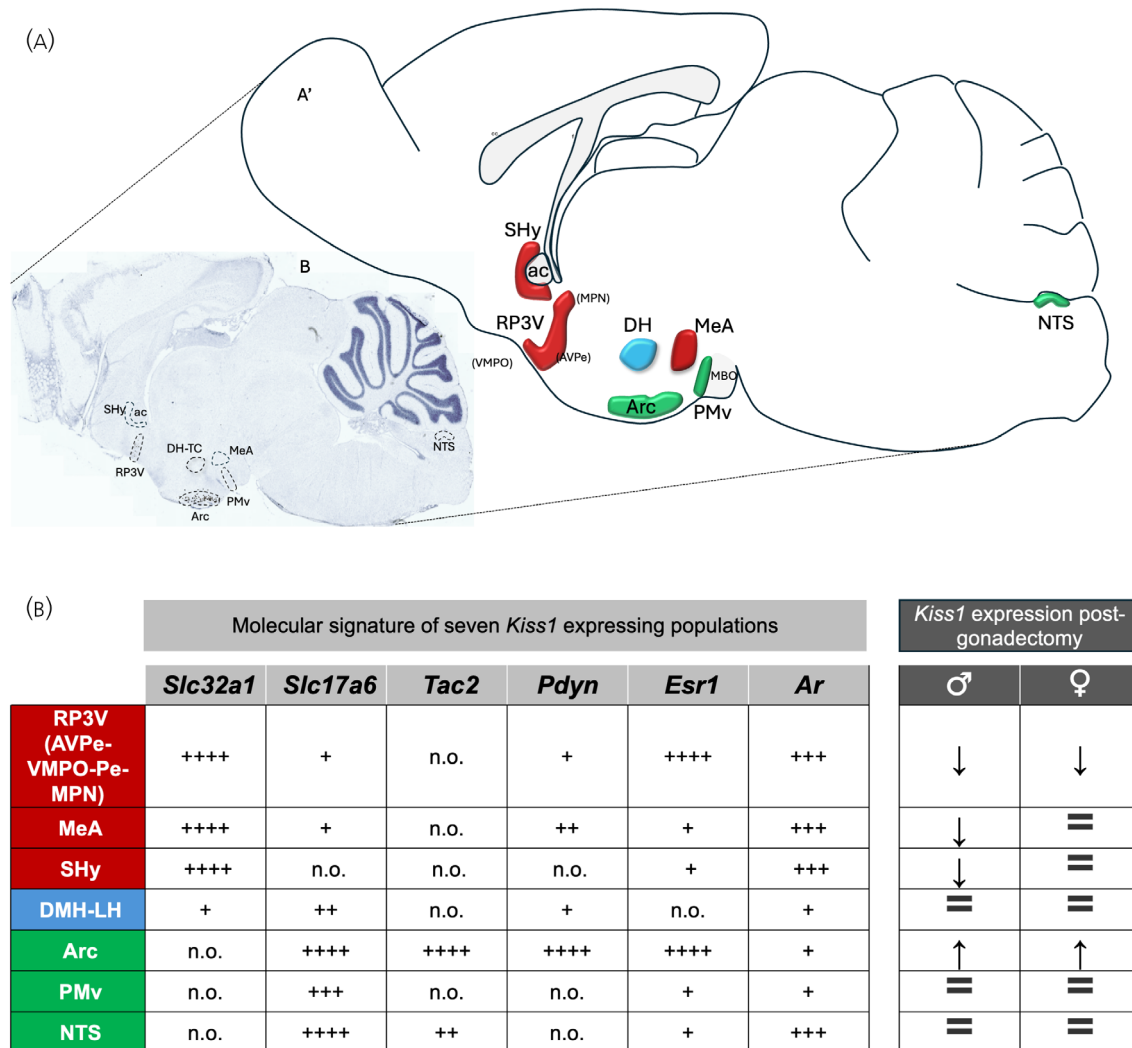 (A)
A'
cc
f
SHy
ac
(MPN)
RP3V
DH
MeA
NTS
(VMPO)
(AVPe)
MBO
Arc
PMv
B
SHy
ac
NTS
DH-TC
MeA
RP3V
PMv
Arc
(B)
Molecular signature of seven Kiss1 expressing populations
Kiss1 expression post-
gonadectomy
Slc32a1 Slc17a6 Tac2 Pdyn Esr1 Ar ♂ ♀
RP3V
(AVPe-
VMPO-Pe-
MPN)
++++ + n.o. + ++++ +++ ↓ ↓
MeA ++++ + n.o. ++ + +++ ↓ =
SHy ++++ n.o. n.o. n.o. + +++ ↓ =
DMH-LH + ++ n.o. + n.o. + = =
Arc n.o. ++++ ++++ ++++ ++++ + ↑ ↑
PMv n.o. +++ n.o. n.o. + + = =
NTS n.o. ++++ ++ n.o. + +++ = =